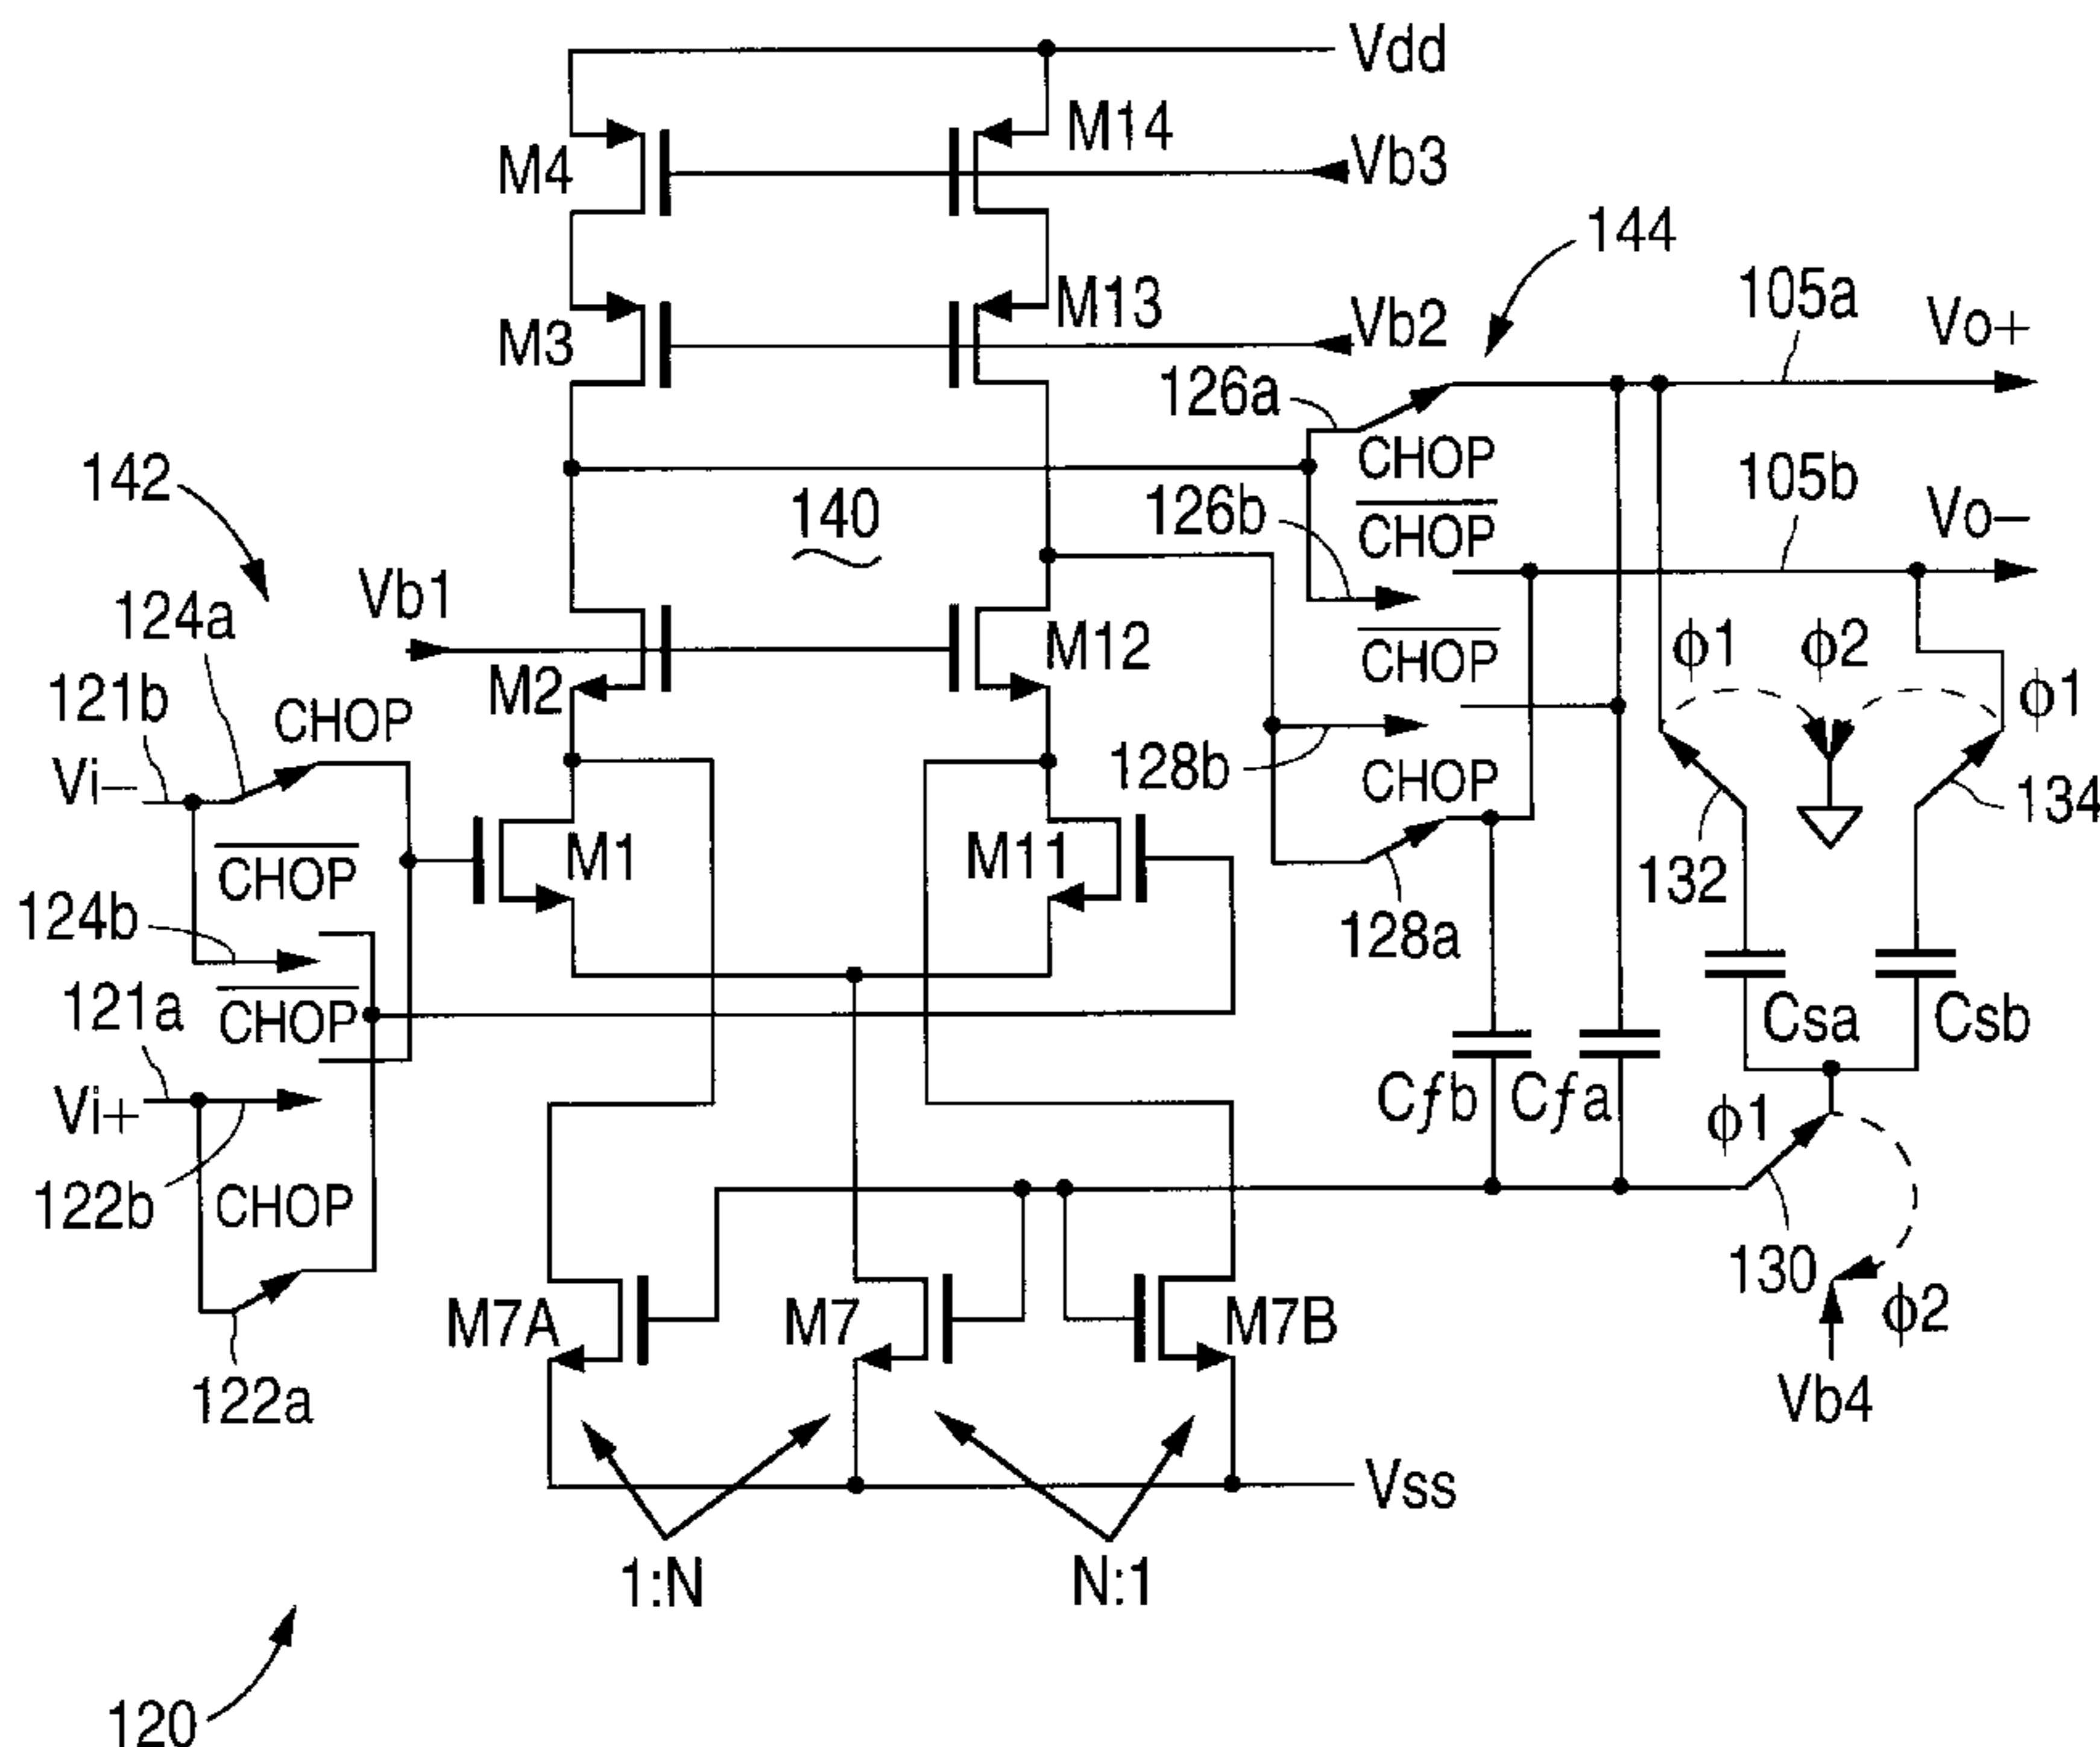 Vdd
M14
M4
Vb3
144
M13
105a
M3
Vb2
Vo+
126a
CHOP
105b
142
126b
140
CHOP
Vo−
124a
Vb1
ϕ1
ϕ2
121b
M2
M12
CHOP
ϕ1
CHOP
Vi−
128b
CHOP
134
CHOP
M1
M11
132
124b
128a
121a
CHOP
Csa
Csb
Vi+
Cfb
Cfa
ϕ1
122b
CHOP
130
M7A
M7
M7B
ϕ2
122a
Vb4
Vss
1:N
N:1
120